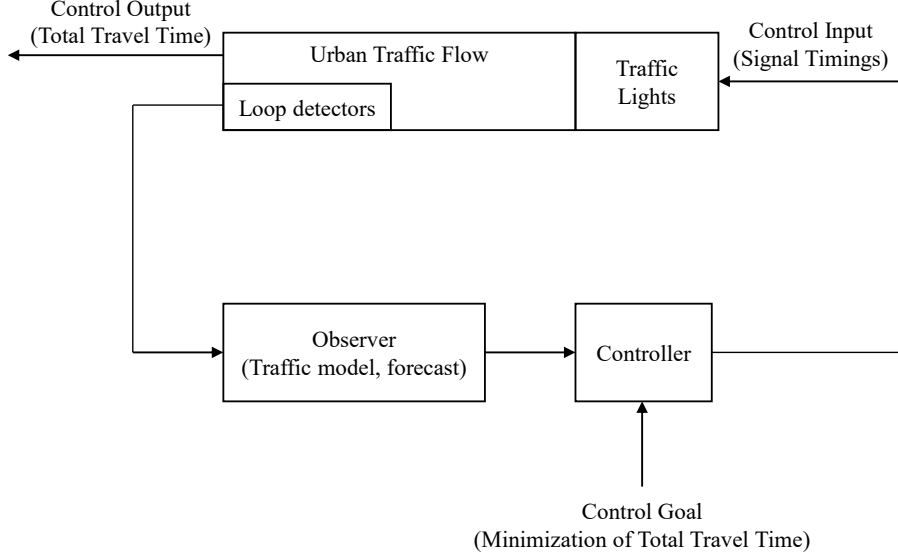 Control Output
(Total Travel Time)
Urban Traffic Flow
Loop detectors
Traffic
Lights
Control Input
(Signal Timings)
Observer
(Traffic model, forecast)
Controller
Control Goal
(Minimization of Total Travel Time)